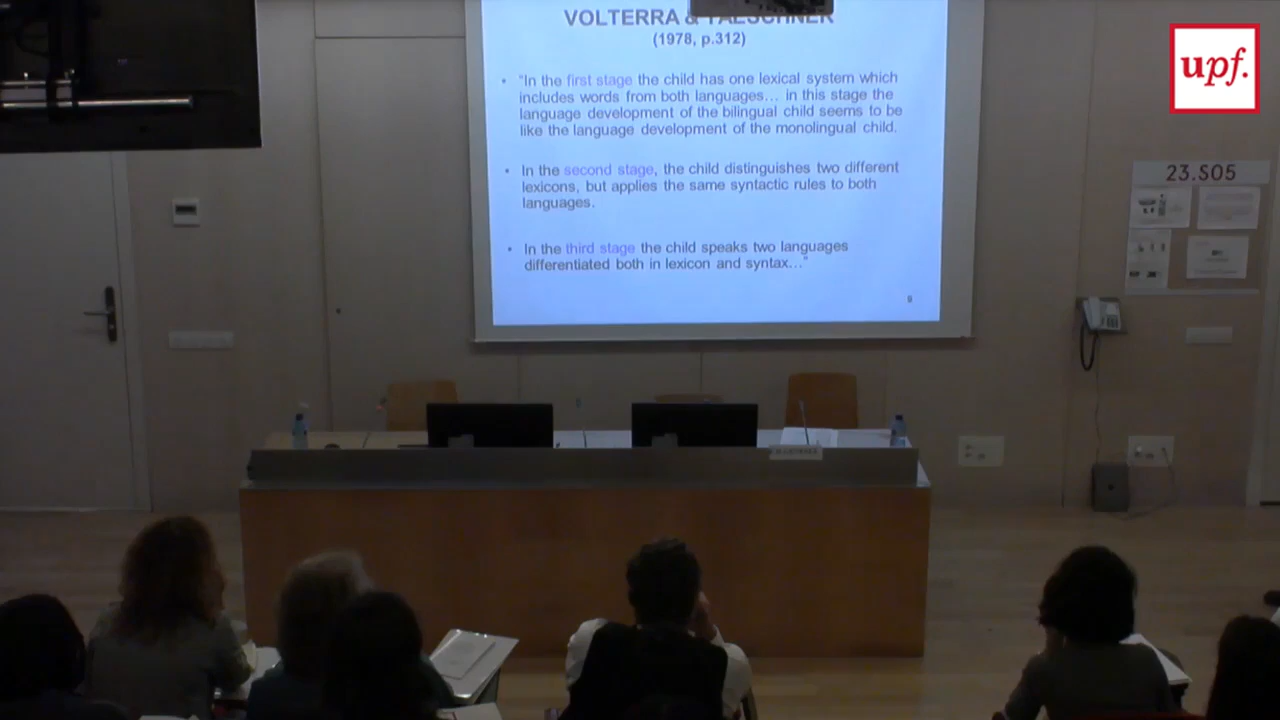 VOLTERRA & TAESCHNER
(1978, p.312)
• "In the first stage the child has one lexical system which
includes words from both languages… in this stage the
language development of the bilingual child seems to be
like the language development of the monolingual child.
• In the second stage, the child distinguishes two different
lexicons, but applies the same syntactic rules to both
languages.
• In the third stage the child speaks two languages
differentiated both in lexicon and syntax…"
upf.
23.S05